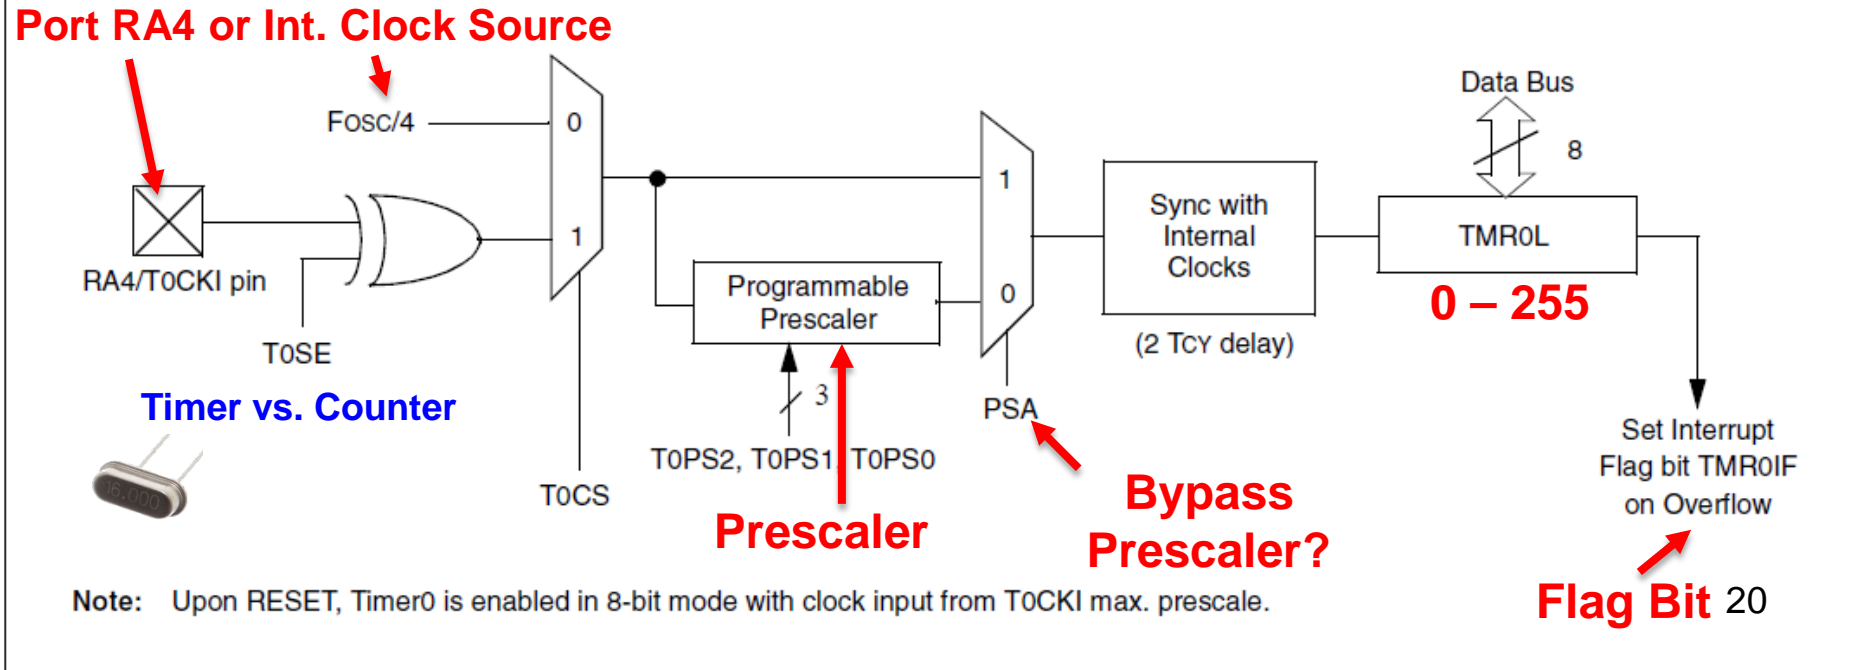 Port RA4 or Int. Clock Source
Data Bus
FOSC/4
0
8
1
Sync with
Internal
Clocks
TMR0L
1
RA4/T0CKI pin
Programmable
Prescaler
0
0 – 255
(2 TCY delay)
T0SE
Timer vs. Counter
3
PSA
Set Interrupt
Flag bit TMR0IF
on Overflow
T0PS2, T0PS1, T0PS0
16.000
T0CS
Bypass
Prescaler?
Prescaler
Flag Bit 20
Note: Upon RESET, Timer0 is enabled in 8-bit mode with clock input from T0CKI max. prescale.